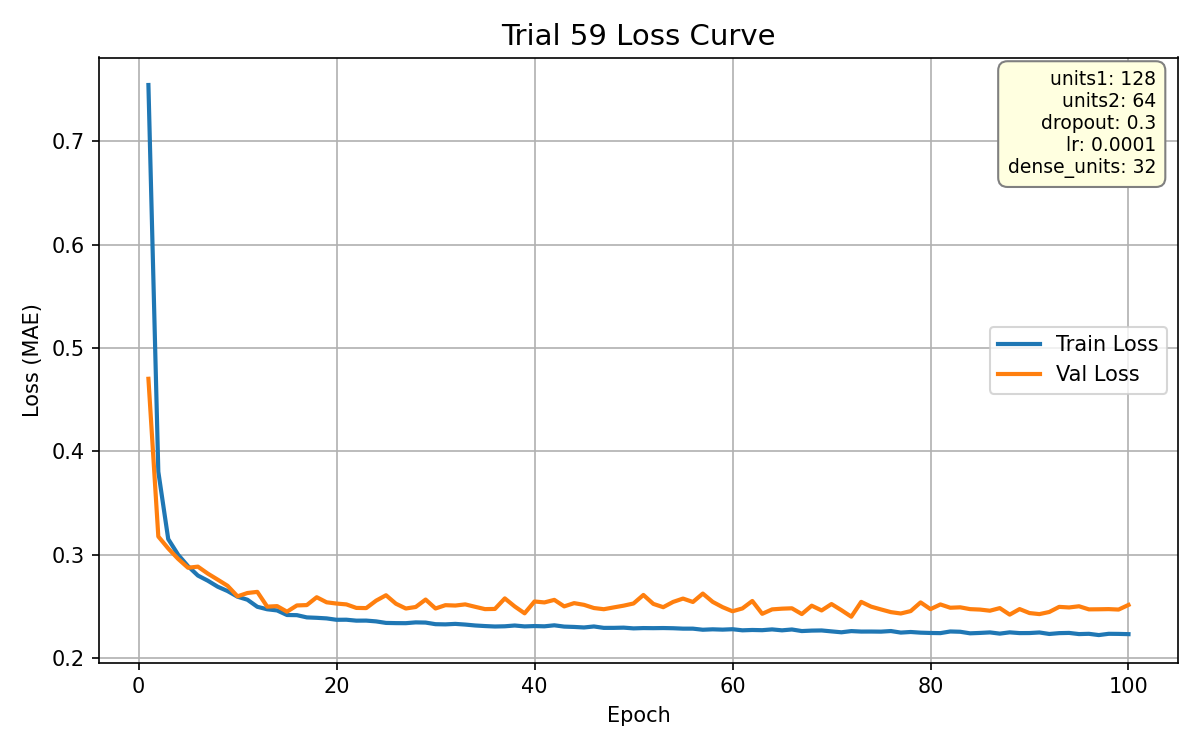 Trial 59 Loss Curve
units1: 128
units2: 64
dropout: 0.3
lr: 0.0001
dense_units: 32
0.7
0.6
0.5
0.4
0.3
0.2
Loss (MAE)
Train Loss
Val Loss
0 20 40 60 80 100
Epoch